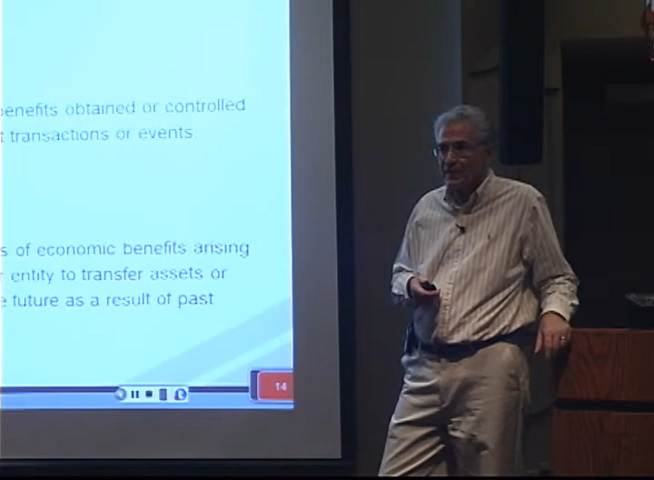 benefits obtained or controlled
transactions or events
of economic benefits arising
entity to transfer assets or
future as a result of past
14